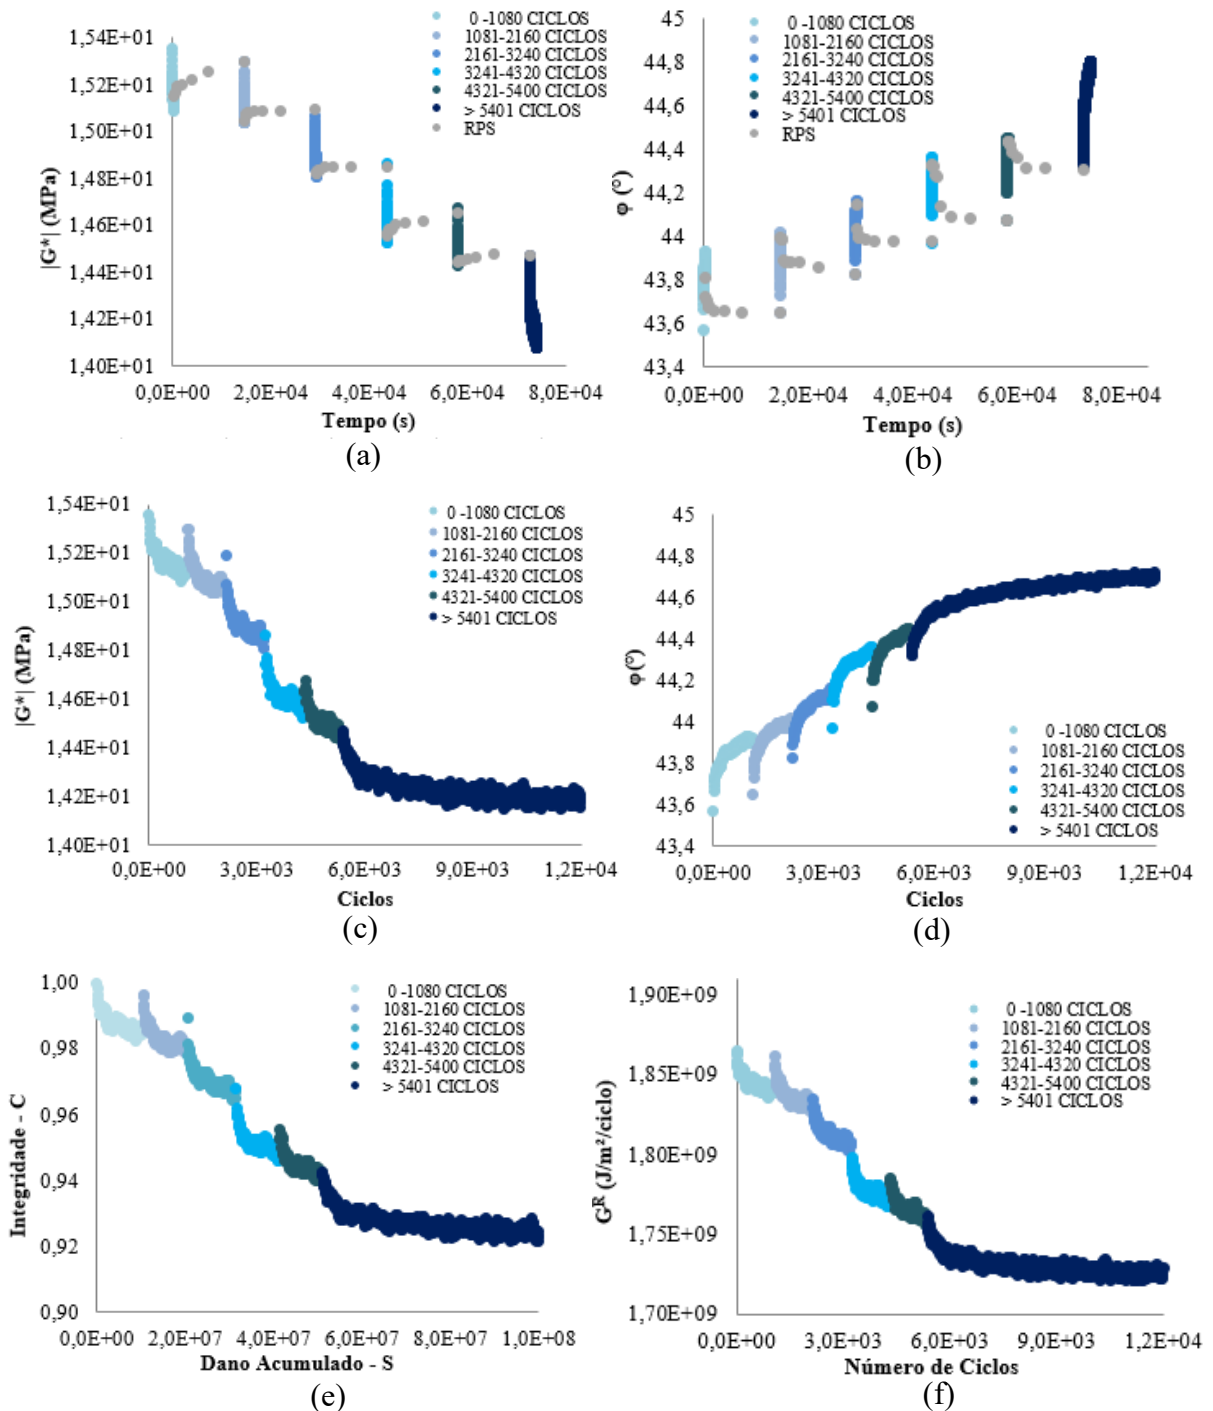 |G*| (MPa)
1,54E+01
1,52E+01
1,50E+01
1,48E+01
1,46E+01
1,44E+01
1,42E+01
1,40E+01
0,0E+00 2,0E+04 4,0E+04 6,0E+04 8,0E+04
Tempo (s)
0 -1080 CICLOS
1081-2160 CICLOS
2161-3240 CICLOS
3241-4320 CICLOS
4321-5400 CICLOS
> 5401 CICLOS
RPS
(a)
φ (°)
45
44,8
44,6
44,4
44,2
44
43,8
43,6
43,4
0,0E+00 2,0E+04 4,0E+04 6,0E+04 8,0E+04
Tempo (s)
0 -1080 CICLOS
1081-2160 CICLOS
2161-3240 CICLOS
3241-4320 CICLOS
4321-5400 CICLOS
> 5401 CICLOS
RPS
(b)
|G*| (MPa)
1,54E+01
1,52E+01
1,50E+01
1,48E+01
1,46E+01
1,44E+01
1,42E+01
1,40E+01
0,0E+00 3,0E+03 6,0E+03 9,0E+03 1,2E+04
Ciclos
0 -1080 CICLOS
1081-2160 CICLOS
2161-3240 CICLOS
3241-4320 CICLOS
4321-5400 CICLOS
> 5401 CICLOS
(c)
φ(°)
45
44,8
44,6
44,4
44,2
44
43,8
43,6
43,4
0,0E+00 3,0E+03 6,0E+03 9,0E+03 1,2E+04
Ciclos
0 -1080 CICLOS
1081-2160 CICLOS
2161-3240 CICLOS
3241-4320 CICLOS
4321-5400 CICLOS
> 5401 CICLOS
(d)
Integridade - C
1,00
0,98
0,96
0,94
0,92
0,90
0,0E+00 2,0E+07 4,0E+07 6,0E+07 8,0E+07 1,0E+08
Dano Acumulado - S
0 -1080 CICLOS
1081-2160 CICLOS
2161-3240 CICLOS
3241-4320 CICLOS
4321-5400 CICLOS
> 5401 CICLOS
(e)
Gᴿ (J/m²/ciclo)
1,90E+09
1,85E+09
1,80E+09
1,75E+09
1,70E+09
0,0E+00 3,0E+03 6,0E+03 9,0E+03 1,2E+04
Número de Ciclos
0 -1080 CICLOS
1081-2160 CICLOS
2161-3240 CICLOS
3241-4320 CICLOS
4321-5400 CICLOS
> 5401 CICLOS
(f)